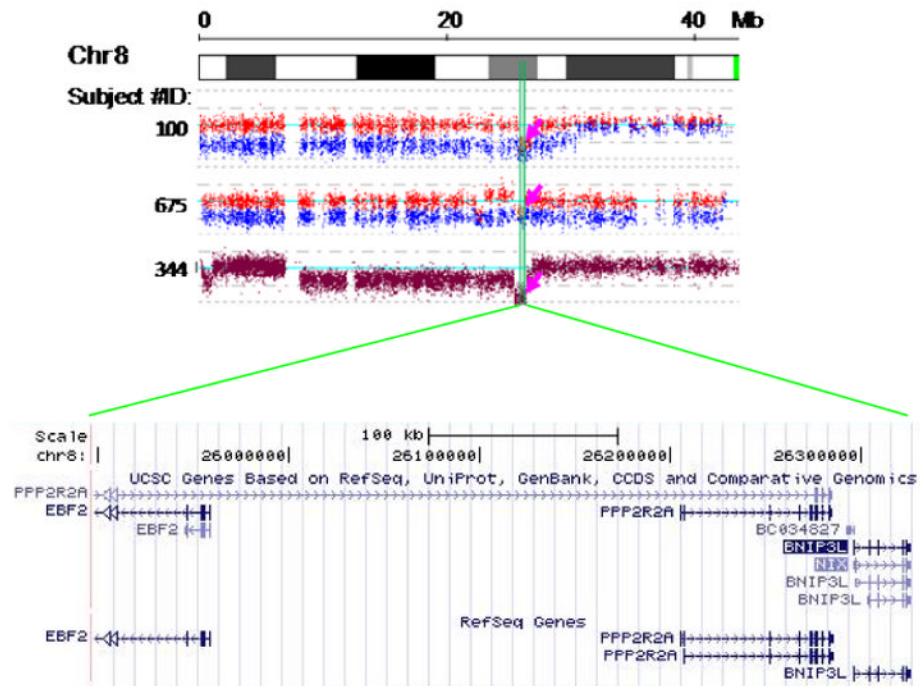 0 20 40 Mb
Chr8
Subject #ID:
100
675
344
Scale 100 kb
chr8: 26000000 26100000 26200000 26300000
UCSC Genes Based on RefSeq, UniProt, GenBank, CCDS and Comparative Genomics
PPP2R2A
EBF2 PPP2R2A
EBF2 BC034827
BNIP3L
NIX
BNIP3L
BNIP3L
RefSeq Genes
EBF2 PPP2R2A
PPP2R2A
BNIP3L